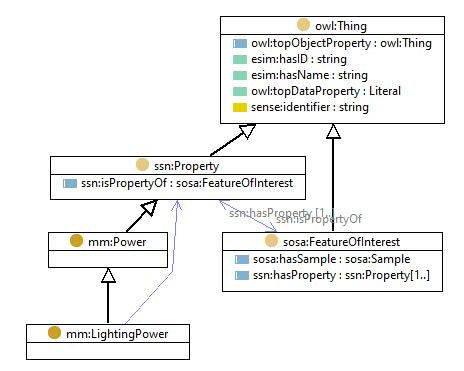 owl:Thing
owl:topObjectProperty : owl:Thing
esim:hasID : string
esim:hasName : string
owl:topDataProperty : Literal
sense:identifier : string
ssn:Property
ssn:isPropertyOf : sosa:FeatureOfInterest
ssn:hasProperty [1..]
ssn:isPropertyOf
mm:Power
sosa:FeatureOfInterest
sosa:hasSample : sosa:Sample
ssn:hasProperty : ssn:Property[1..]
mm:LightingPower